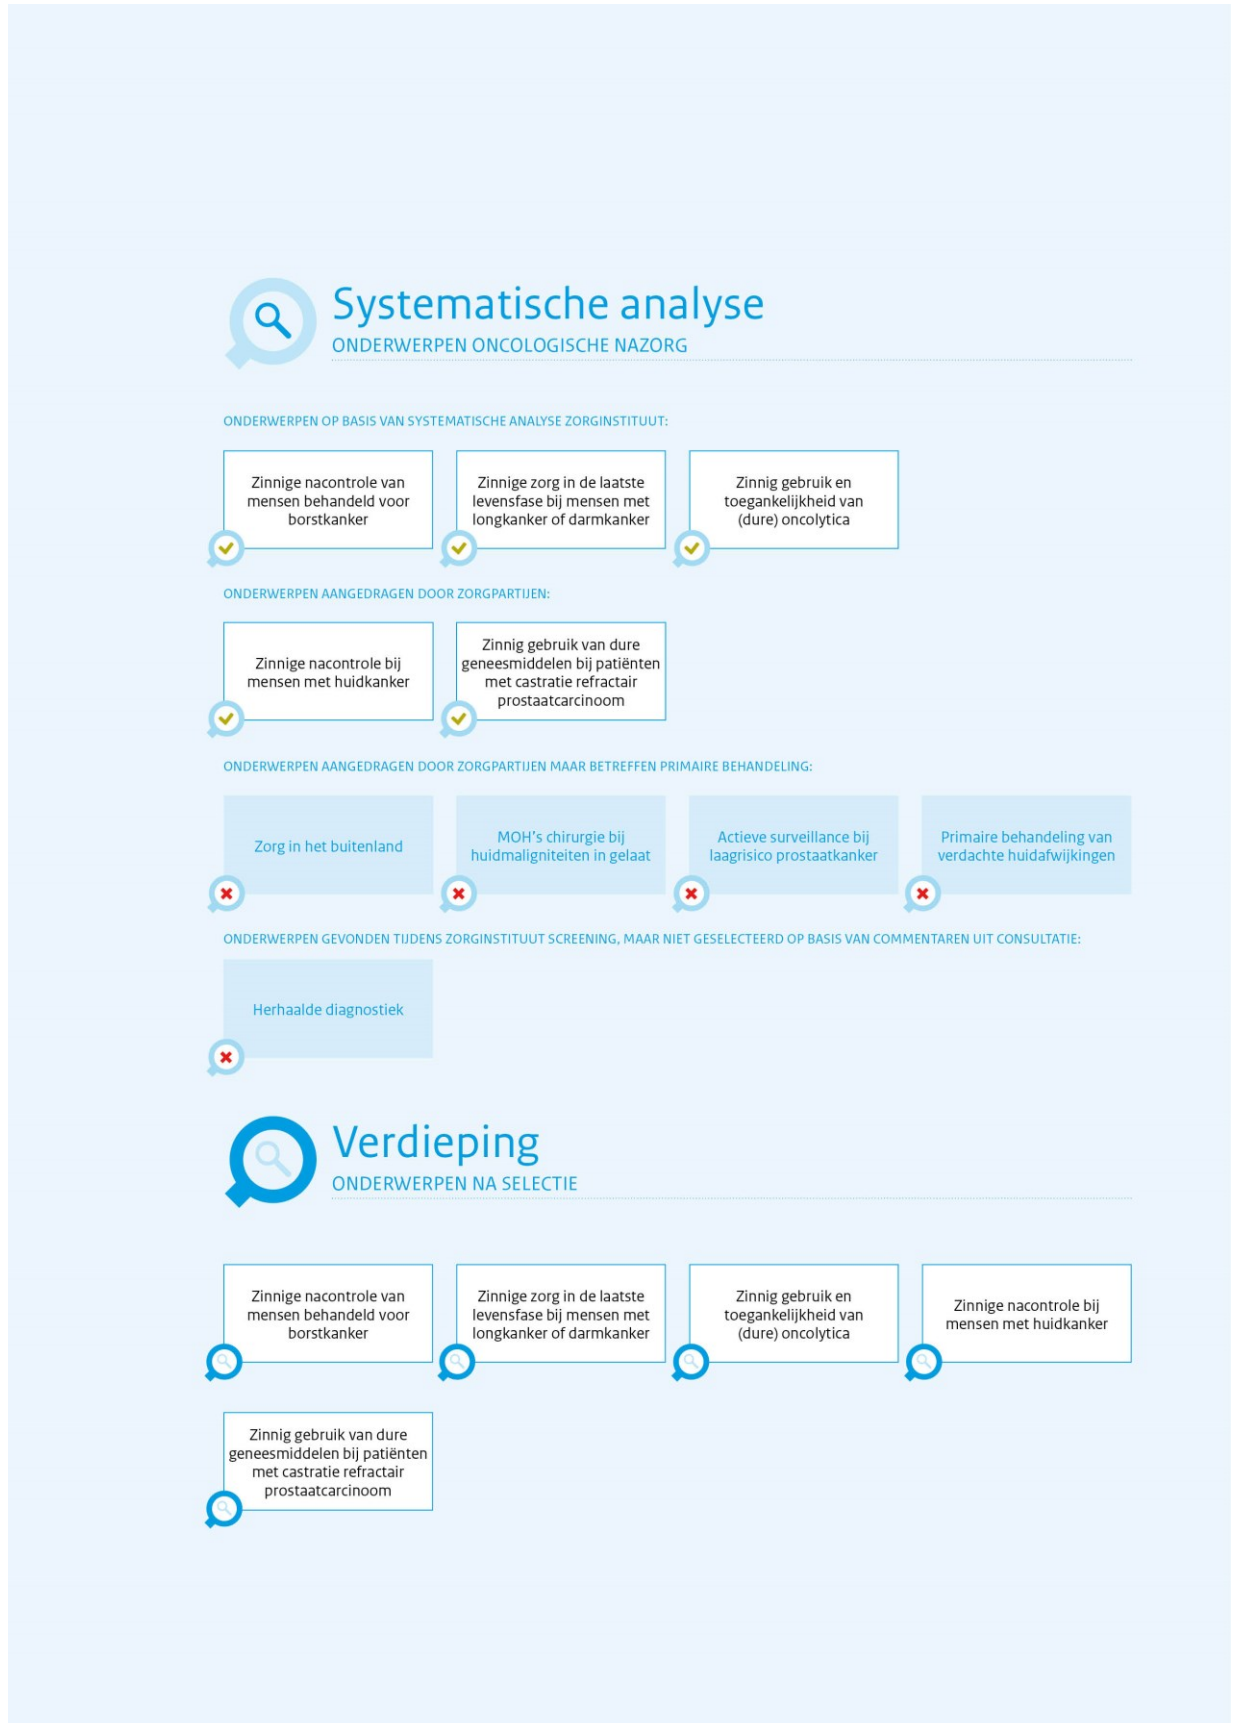 Systematische analyse
ONDERWERPEN ONCOLOGISCHE NAZORG
ONDERWERPEN OP BASIS VAN SYSTEMATISCHE ANALYSE ZORGINSTITUUT:
Zinnige nacontrole van
mensen behandeld voor
borstkanker
Zinnige zorg in de laatste
levensfase bij mensen met
longkanker of darmkanker
Zinnig gebruik en
toegankelijkheid van
(dure) oncolytica
ONDERWERPEN AANGEDRAGEN DOOR ZORGPARTIJEN:
Zinnige nacontrole bij
mensen met huidkanker
Zinnig gebruik van dure
geneesmiddelen bij patiënten
met castratie refractair
prostaatcarcinoom
ONDERWERPEN AANGEDRAGEN DOOR ZORGPARTIJEN MAAR BETREFFEN PRIMAIRE BEHANDELING:
Zorg in het buitenland
MOH's chirurgie bij
huidmaligniteiten in gelaat
Actieve surveillance bij
laagrisico prostaatkanker
Primaire behandeling van
verdachte huidafwijkingen
ONDERWERPEN GEVONDEN TIJDENS ZORGINSTITUUT SCREENING, MAAR NIET GESELECTEERD OP BASIS VAN COMMENTAREN UIT CONSULTATIE:
Herhaalde diagnostiek
Verdieping
ONDERWERPEN NA SELECTIE
Zinnige nacontrole van
mensen behandeld voor
borstkanker
Zinnige zorg in de laatste
levensfase bij mensen met
longkanker of darmkanker
Zinnig gebruik en
toegankelijkheid van
(dure) oncolytica
Zinnige nacontrole bij
mensen met huidkanker
Zinnig gebruik van dure
geneesmiddelen bij patiënten
met castratie refractair
prostaatcarcinoom